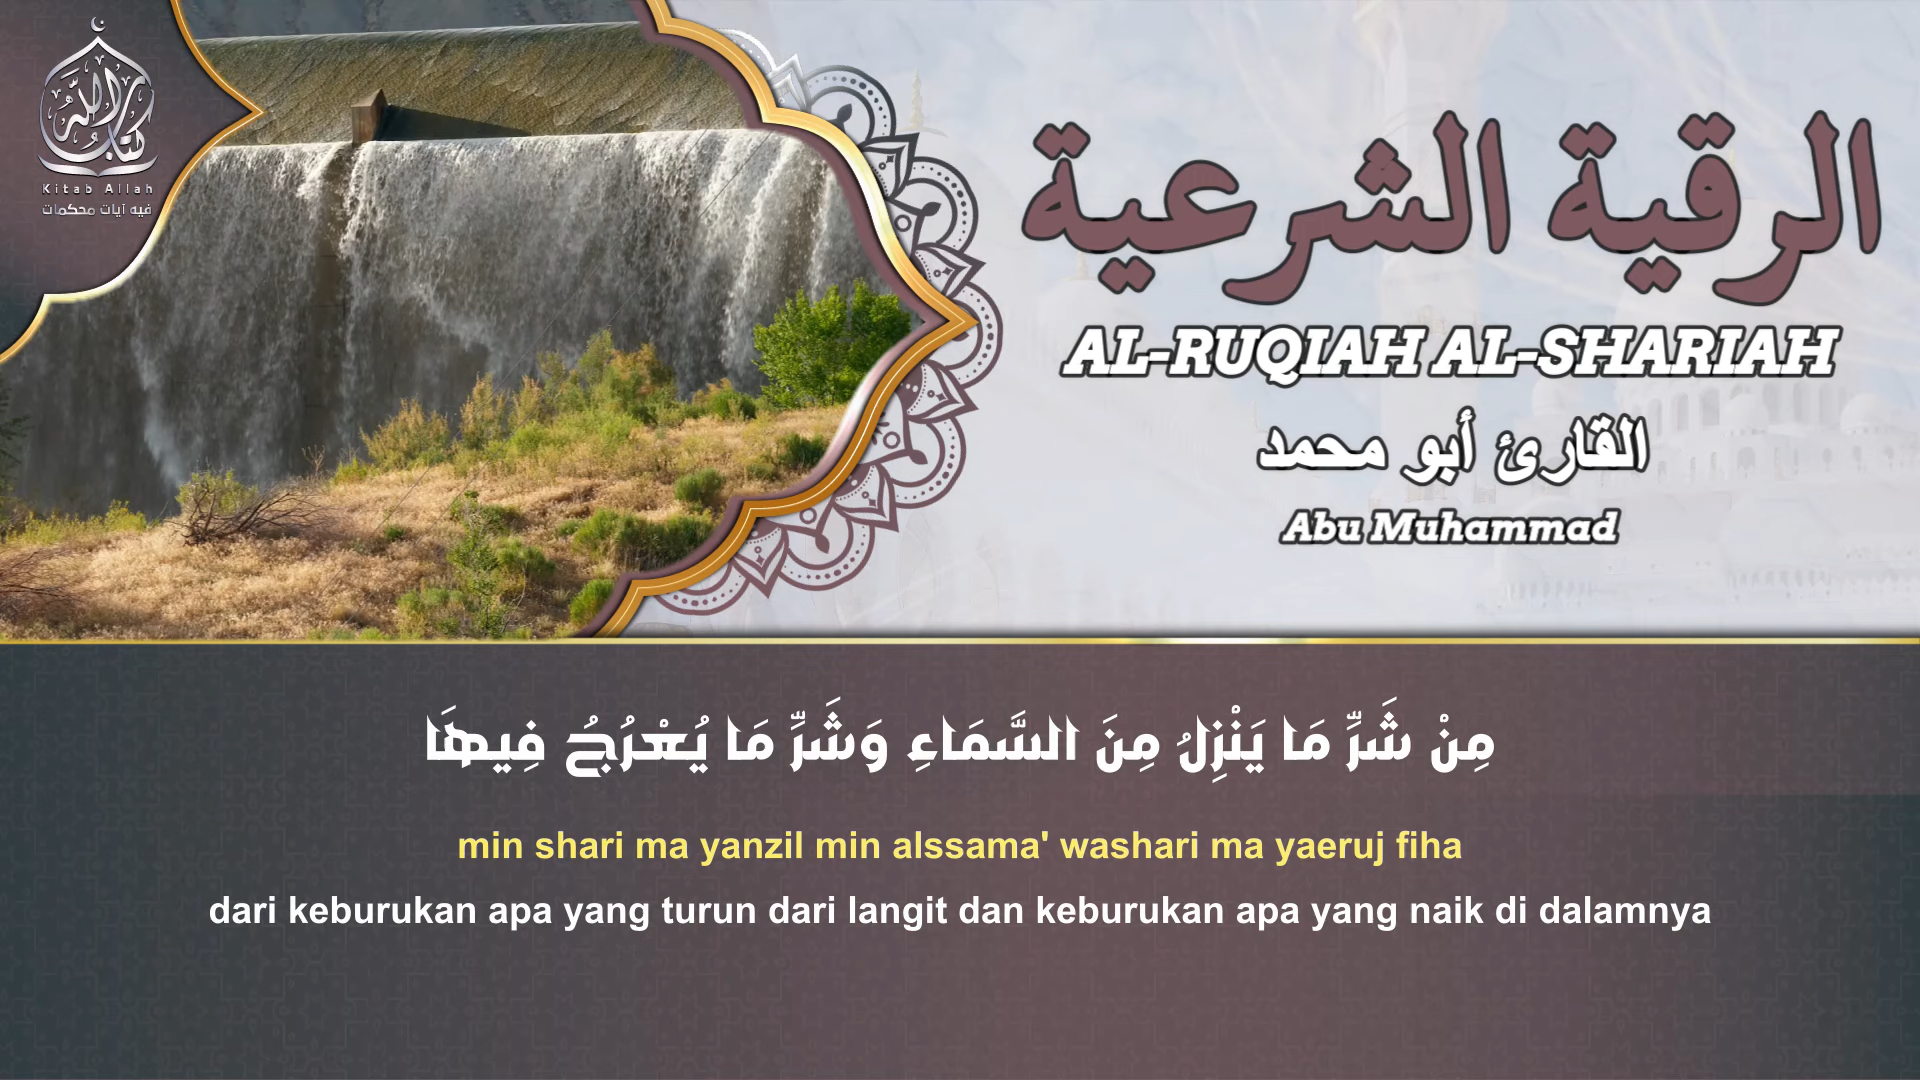 كتاب الله
Kitab Allah
فيه آيات محكمات
الرقية الشرعية
AL-RUQIAH AL-SHARIAH
القارئ أبو محمد
Abu Muhammad
مِنْ شَرِّ مَا يَنْزِلُ مِنَ السَّمَاءِ وَشَرِّ مَا يُعْرُجُ فِيهَا
min shari ma yanzil min alssama' washari ma yaeruj fiha
dari keburukan apa yang turun dari langit dan keburukan apa yang naik di dalamnya